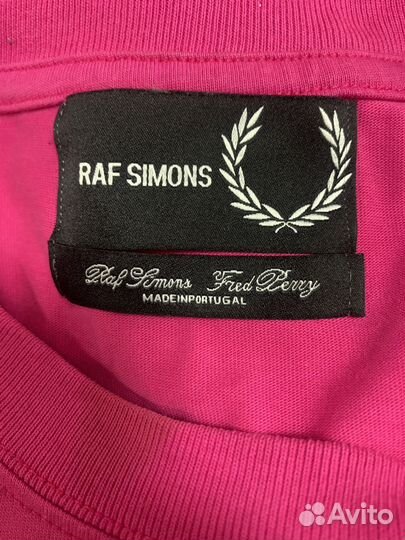 RAF SIMONS
Raf Simons Fred Perry
MADEINPORTUGAL
Avito